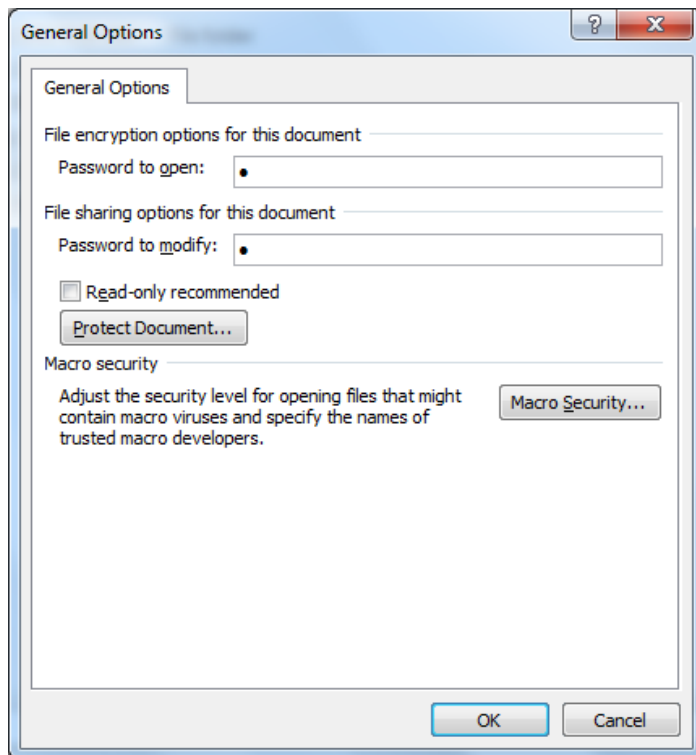 General Options
General Options
File encryption options for this document
Password to open: •
File sharing options for this document
Password to modify: •
Read-only recommended
Protect Document...
Macro security
Adjust the security level for opening files that might
contain macro viruses and specify the names of
trusted macro developers.
Macro Security...
OK
Cancel